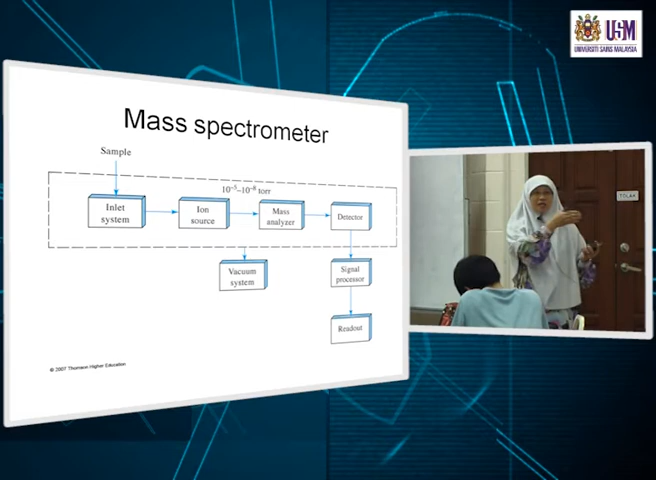 USM
UNIVERSITI SAINS MALAYSIA
Mass spectrometer
Sample
10⁻⁵–10⁻⁸ torr
Inlet
system
Ion
source
Mass
analyzer
Detector
Vacuum
system
Signal
processor
Readout
© 2007 Thomson Higher Education
TOLAK